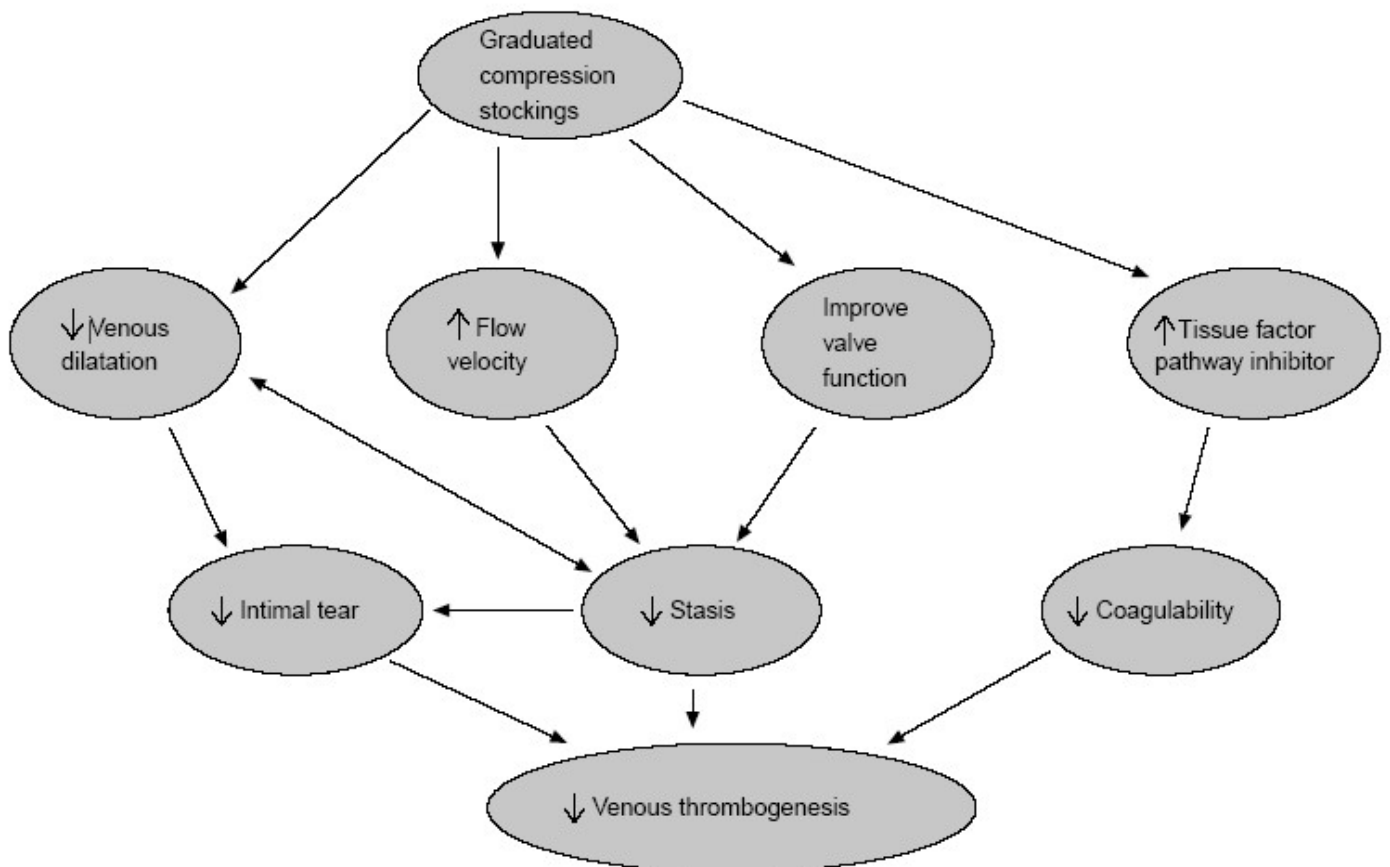 Graduated
compression
stockings
↓Venous
dilatation
↑ Flow
velocity
Improve
valve
function
↑Tissue factor
pathway inhibitor
↓ Intimal tear
↓ Stasis
↓ Coagulability
↓ Venous thrombogenesis